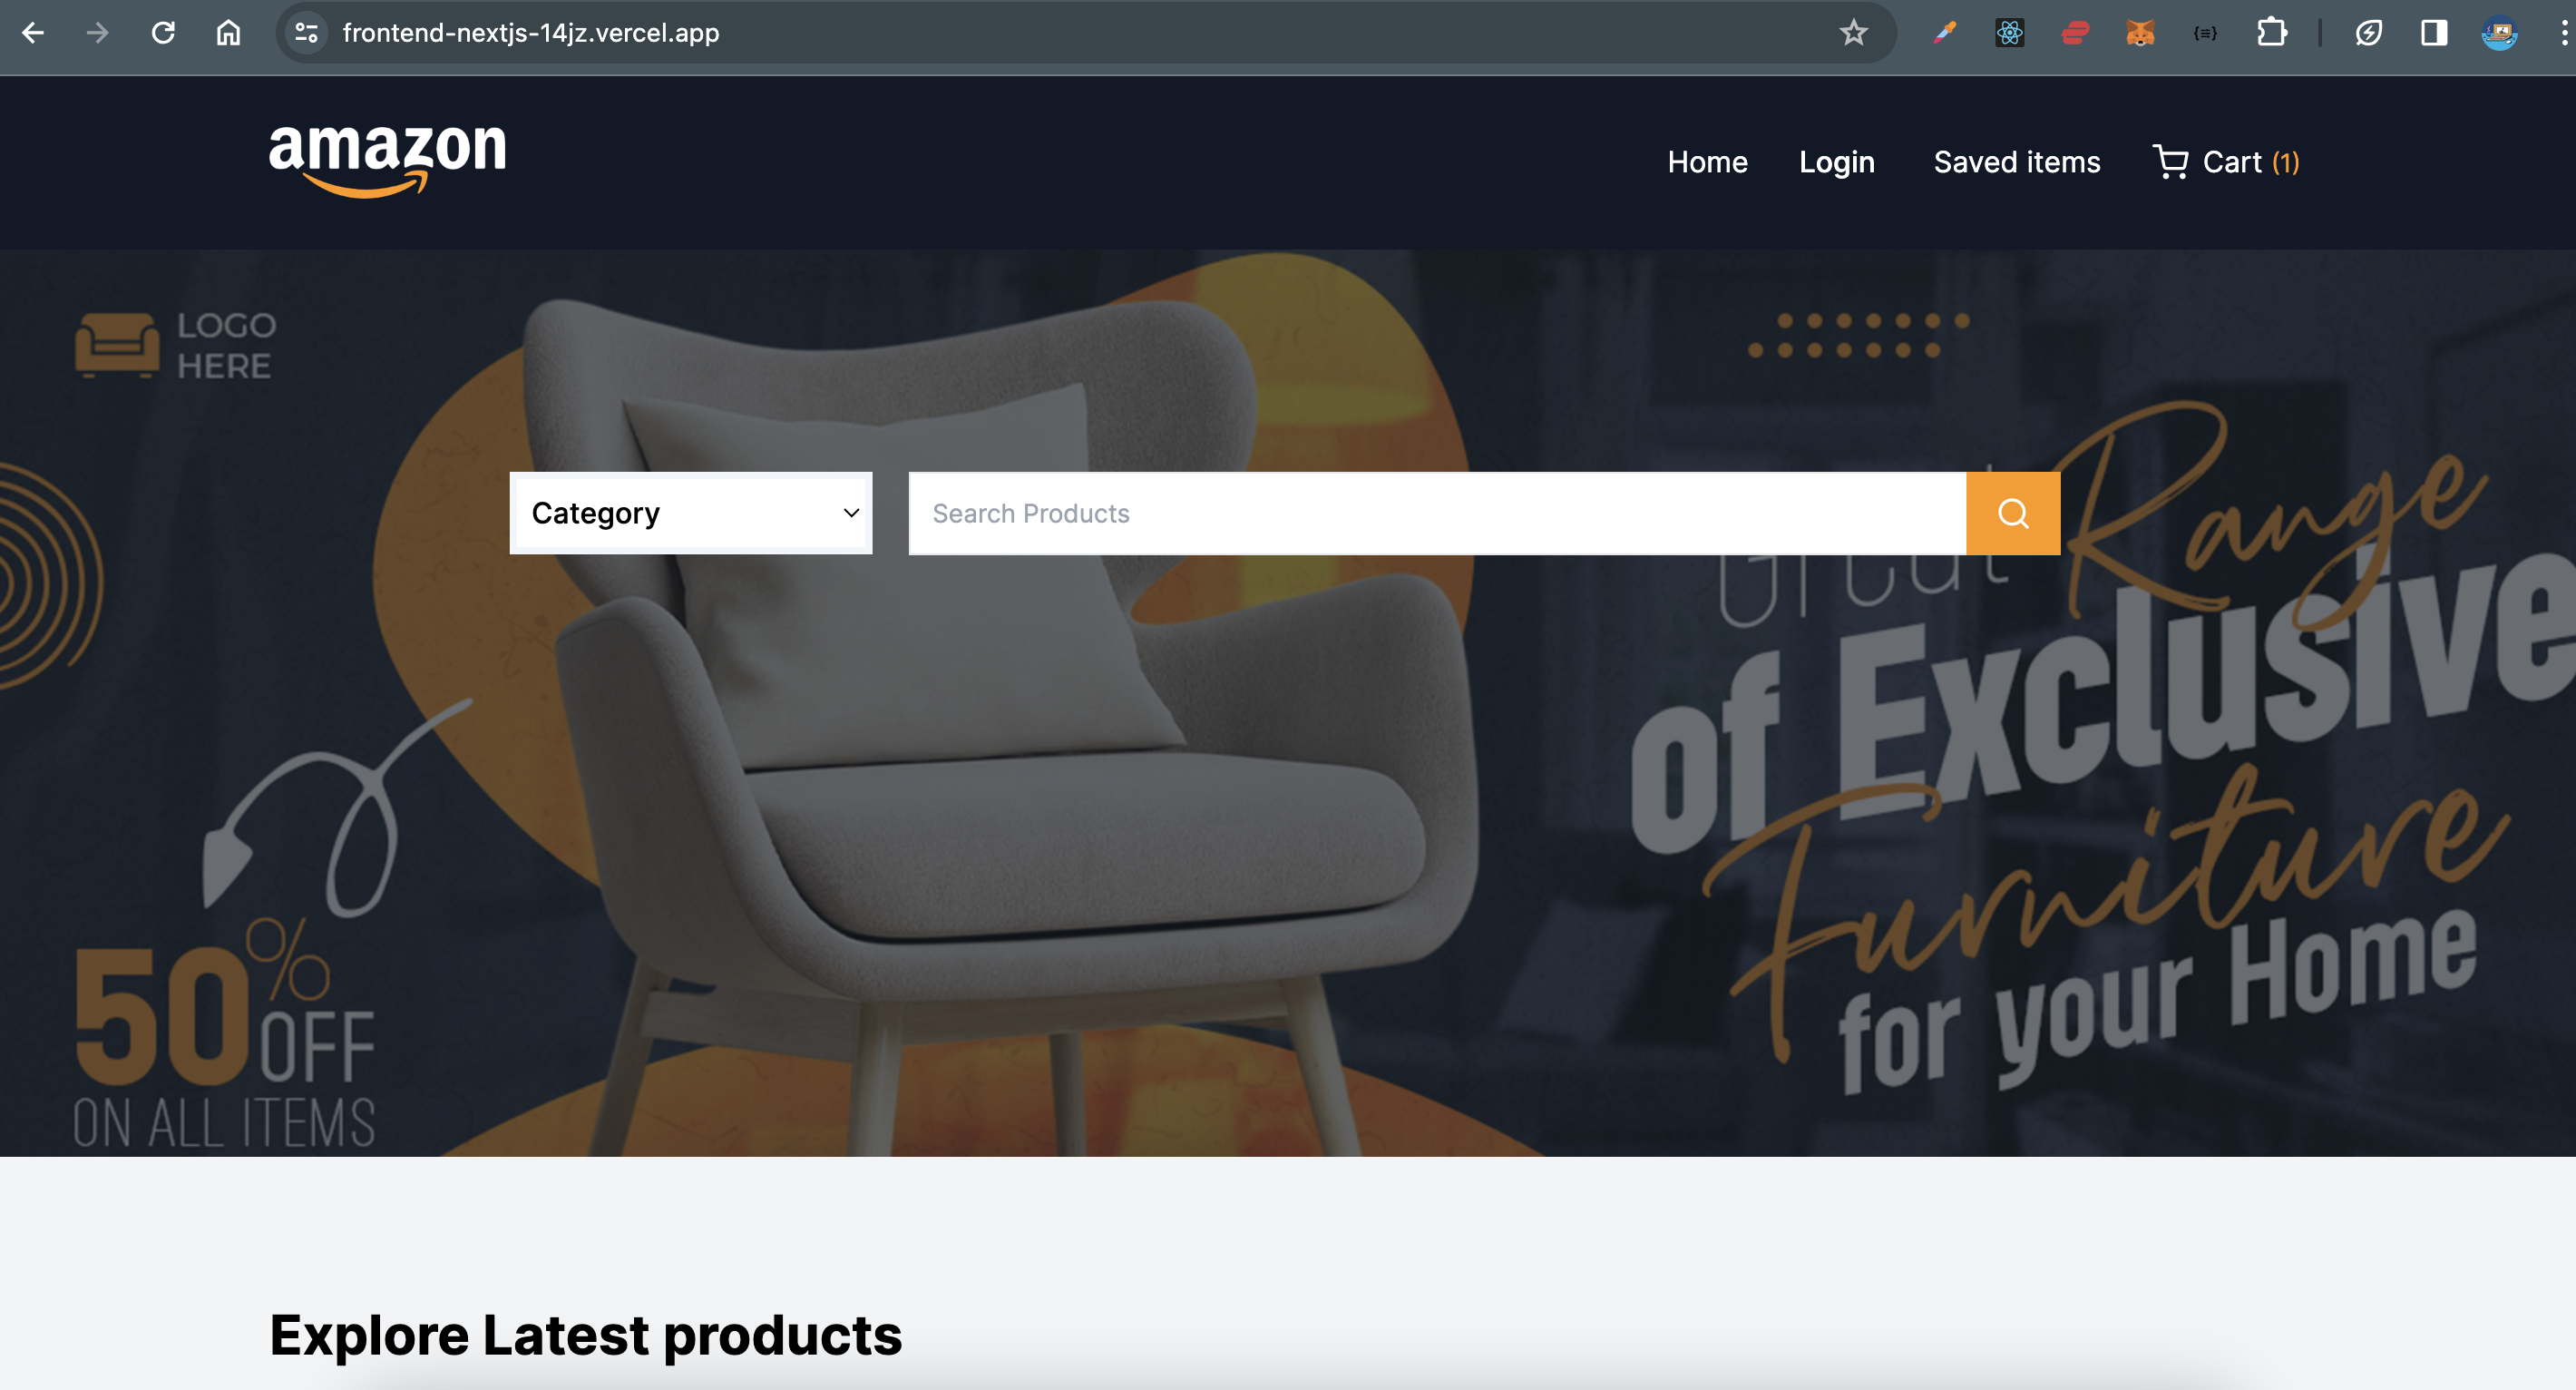 frontend-nextjs-14jz.vercel.app
amazon
Home Login Saved items Cart (1)
LOGO
HERE
Category
Search Products
Great Range
of Exclusive
Furniture
for your Home
50% OFF
ON ALL ITEMS
Explore Latest products